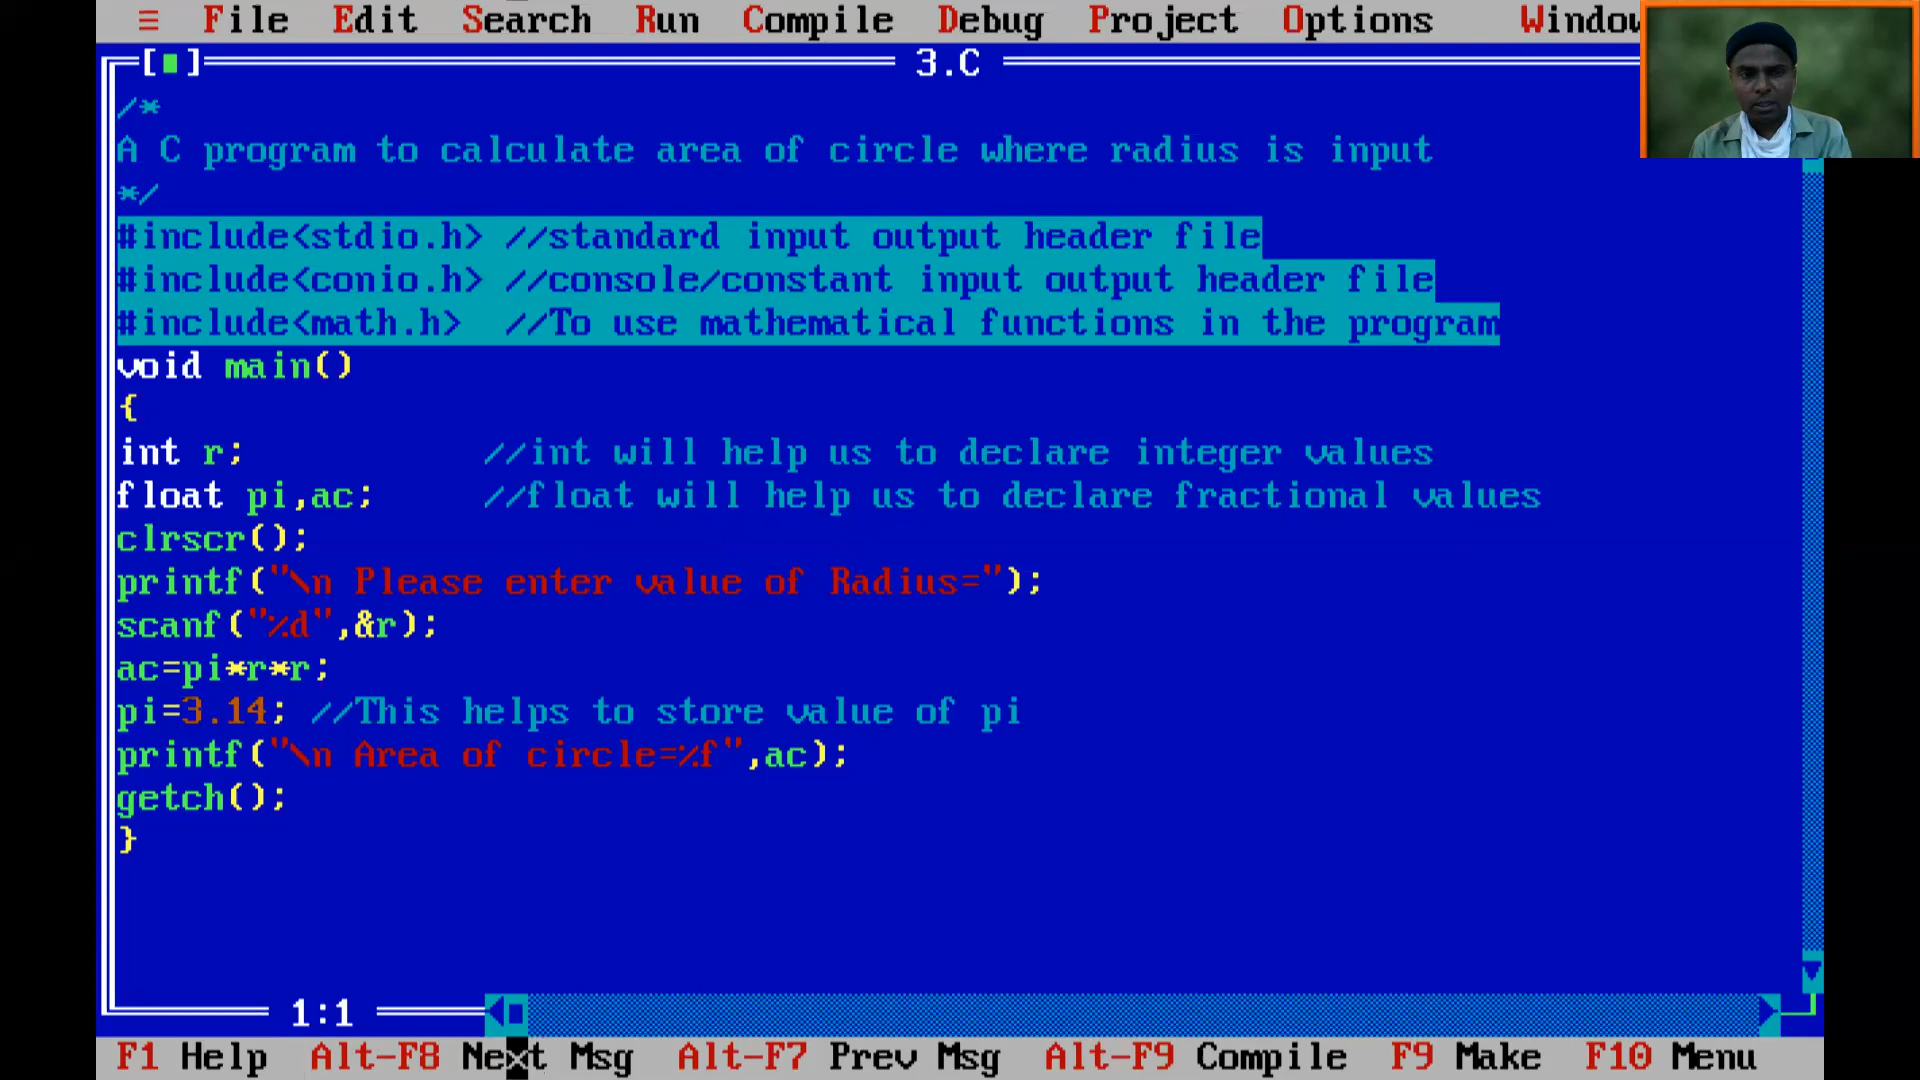 ≡ File Edit Search Run Compile Debug Project Options Window
[■] 3.C
/*
A C program to calculate area of circle where radius is input
*/
#include<stdio.h> //standard input output header file
#include<conio.h> //console/constant input output header file
#include<math.h> //To use mathematical functions in the program
void main()
{
int r; //int will help us to declare integer values
float pi,ac; //float will help us to declare fractional values
clrscr();
printf("\n Please enter value of Radius=");
scanf("%d",&r);
ac=pi*r*r;
pi=3.14; //This helps to store value of pi
printf("\n Area of circle=%f",ac);
getch();
}
1:1
F1 Help Alt-F8 Next Msg Alt-F7 Prev Msg Alt-F9 Compile F9 Make F10 Menu